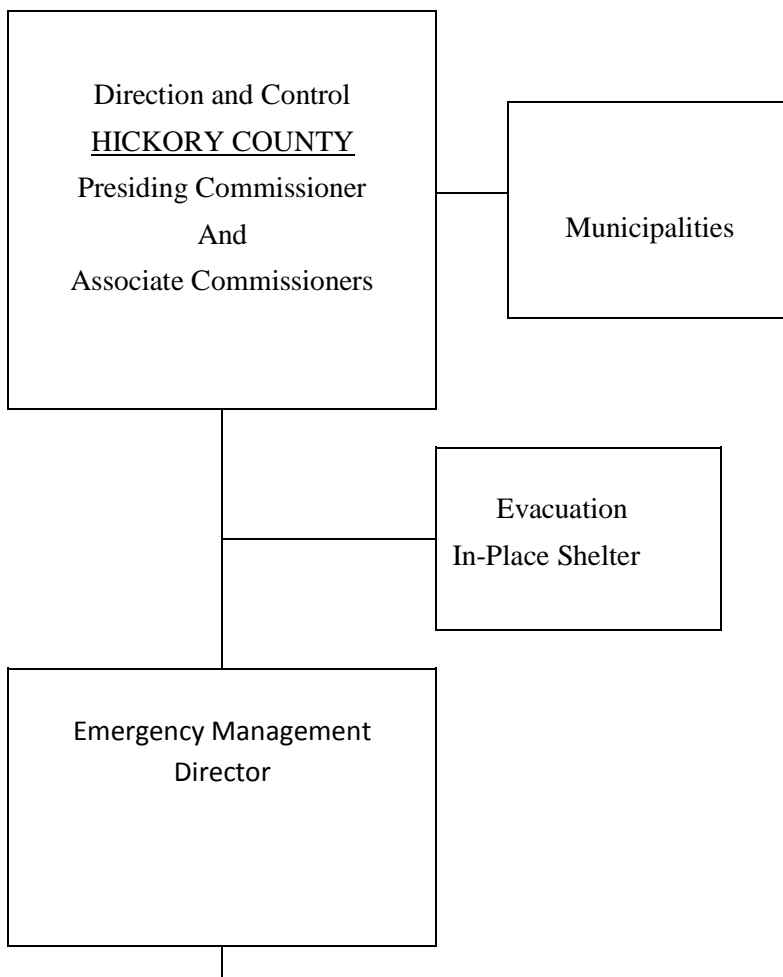 Direction and Control
HICKORY COUNTY
Presiding Commissioner
And
Associate Commissioners
Municipalities
Evacuation
In-Place Shelter
Emergency Management
Director